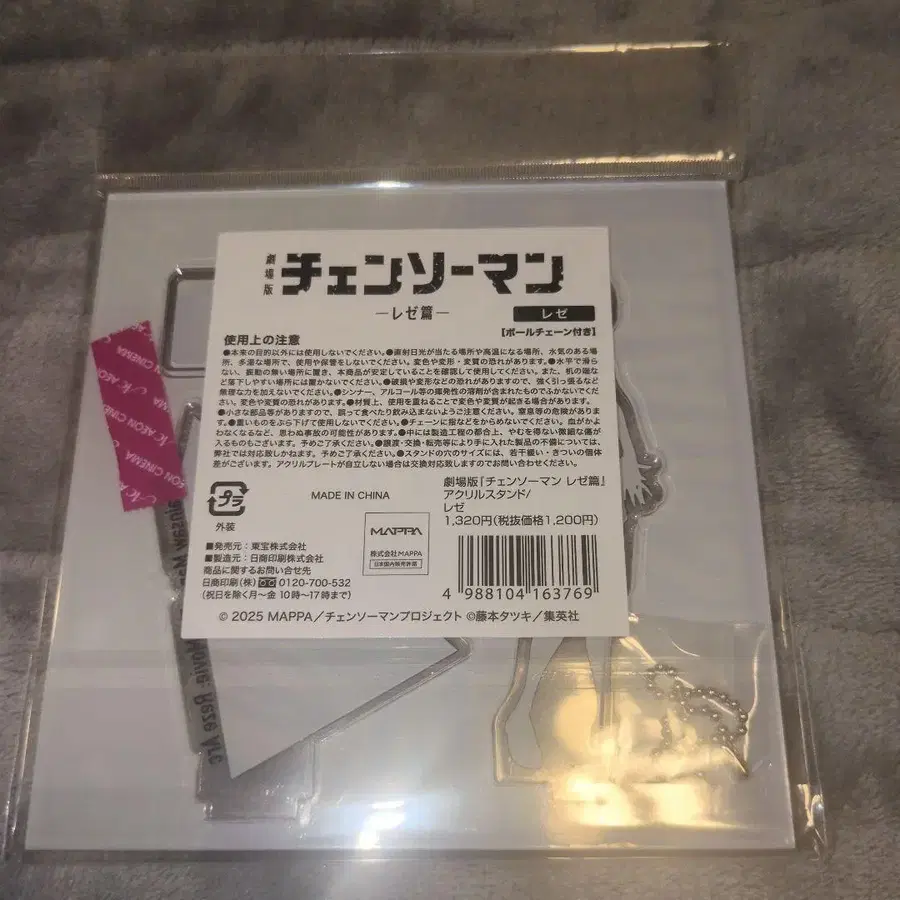 劇場版 チェンソーマン
―レゼ篇―
レゼ
【ボールチェーン付き】
使用上の注意
●本来の目的以外には使用しないでください。●直射日光が当たる場所や高温になる場所、水気のある場
所、多湿な場所で、使用や保管をしないでください。変色や変形・変質の恐れがあります。●水平で滑ら
ない、振動の無い場所に置き、本商品が安定していることを確認して使用してください。また、机の端な
ど落下しやすい場所には置かないでください。●破損や変形などの恐れがありますので、強く引っ張るなど
無理な力を加えないでください。●シンナー、アルコール等の揮発性の溶剤が含まれたものでふかないでくださ
い。変色や変質の恐れがあります。●材質上、使用を重ねることで変色や変質が起きる場合があります。
●小さな部品等がありますので、誤って食べたり飲み込まないようご注意ください。窒息等の危険がありま
す。●重いものをぶら下げて使用しないでください。●チェーンに指などをからめないでください。血がかよ
わなくなるなど、思わぬ事故の可能性があります。●中には製造工程の都合上、やむを得ない微細な傷が
入るものもございます。予めご了承ください。●譲渡・交換・転売等により手に入れた製品の不備については、
弊社では対応致しかねます。予めご了承ください。●スタンドの穴のサイズには、若干緩い・きついの個体
差がございます。アクリルプレートが自立しない場合は交換対応致しますのでお問い合わせください。
プラ
外装
MADE IN CHINA
劇場版『チェンソーマン レゼ篇』
アクリルスタンド/
レゼ
1,320円(税抜価格1,200円)
MAPPA
株式会社MAPPA
日本国内販売許諾
■発売元：東宝株式会社
■製造元：日商印刷株式会社
商品に関するお問い合せ先
日商印刷(株) 0120-700-532
(祝日を除く月〜金 10時〜17時まで)
4 988104 163769
© 2025 MAPPA／チェンソーマンプロジェクト ©藤本タツキ／集英社
AEON CINEMA
AEON CINEMA
AEON CINEMA
Movie: Reze Arc